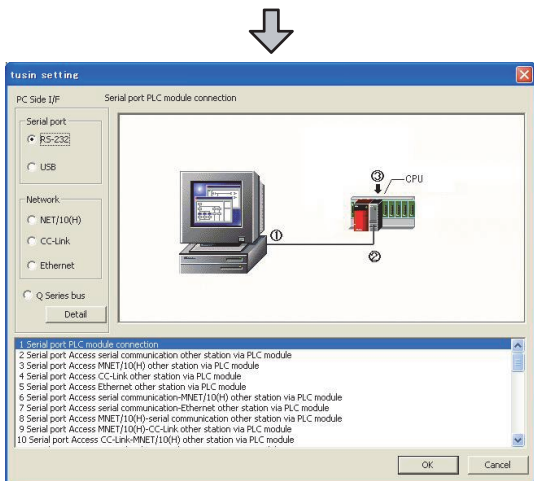 tusin setting
PC Side I/F
Serial port PLC module connection
Serial port
RS-232
USB
Network
NET/10(H)
CC-Link
Ethernet
Q Series bus
Detail
③
CPU
①
②
1 Serial port PLC module connection
2 Serial port Access serial communication other station via PLC module
3 Serial port Access MNET/10(H) other station via PLC module
4 Serial port Access CC-Link other station via PLC module
5 Serial port Access Ethernet other station via PLC module
6 Serial port Access serial communication-MNET/10(H) other station via PLC module
7 Serial port Access serial communication-Ethernet other station via PLC module
8 Serial port Access MNET/10(H)-serial communication other station via PLC module
9 Serial port Access MNET/10(H)-CC-Link other station via PLC module
10 Serial port Access CC-Link-MNET/10(H) other station via PLC module
OK
Cancel